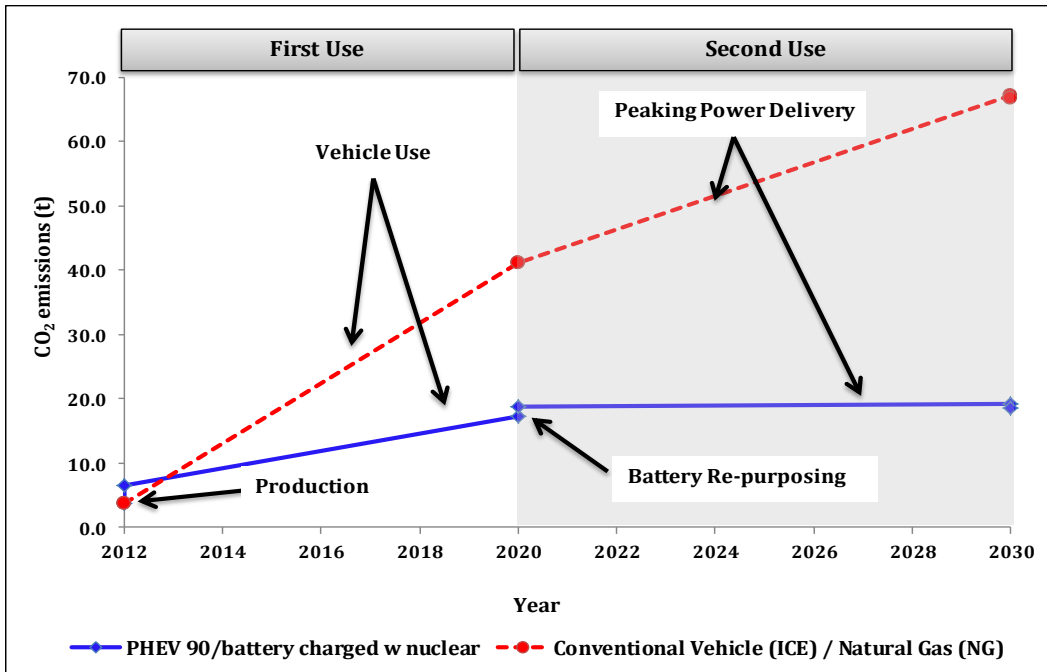 First Use
Second Use
70.0
60.0
50.0
40.0
30.0
20.0
10.0
0.0
CO₂ emissions (t)
Peaking Power Delivery
Vehicle Use
Battery Re-purposing
Production
2012 2014 2016 2018 2020 2022 2024 2026 2028 2030
Year
PHEV 90/battery charged w nuclear
Conventional Vehicle (ICE) / Natural Gas (NG)